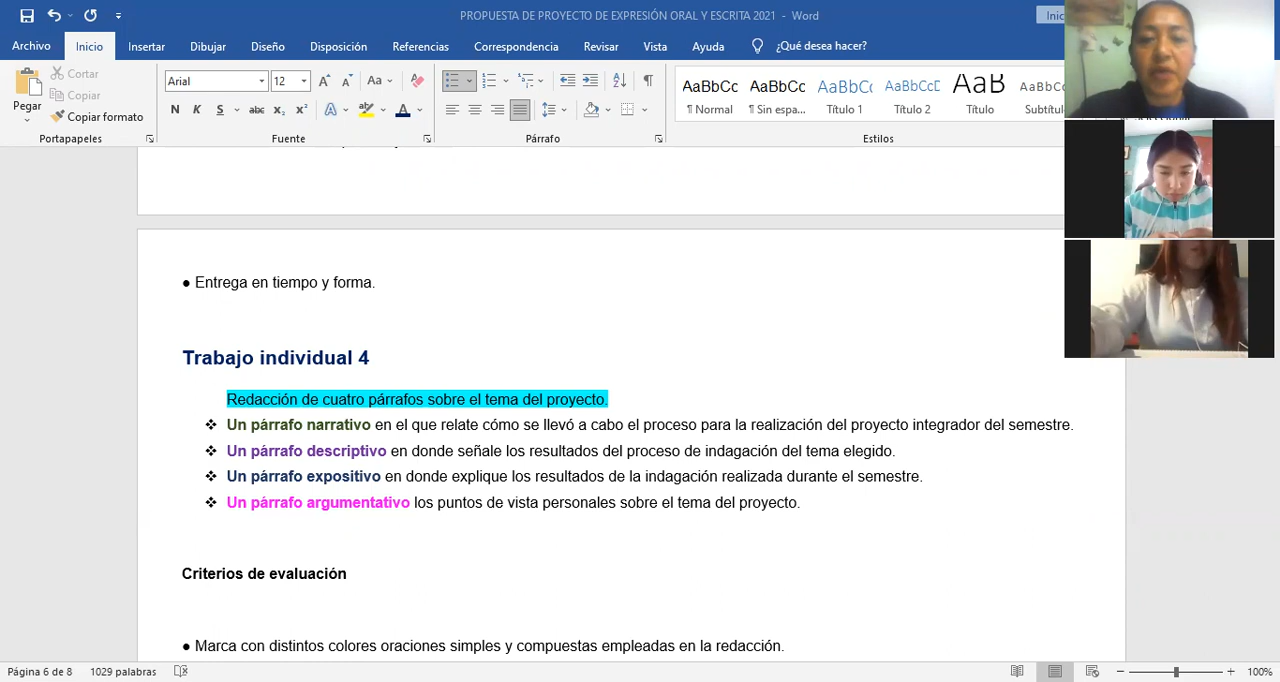 PROPUESTA DE PROYECTO DE EXPRESIÓN ORAL Y ESCRITA 2021 - Word
Inic
Archivo Inicio Insertar Dibujar Diseño Disposición Referencias Correspondencia Revisar Vista Ayuda ¿Qué desea hacer?
Pegar
Cortar
Copiar
Copiar formato
Portapapeles
Arial 12
N K S abc x₂ x² A
Fuente
Párrafo
AaBbCc AaBbCc AaBbC AaBbCcD AaB AaBbC
¶ Normal ¶ Sin espa... Título 1 Título 2 Título Subtítul
Estilos
● Entrega en tiempo y forma.
Trabajo individual 4
Redacción de cuatro párrafos sobre el tema del proyecto.
❖ Un párrafo narrativo en el que relate cómo se llevó a cabo el proceso para la realización del proyecto integrador del semestre.
❖ Un párrafo descriptivo en donde señale los resultados del proceso de indagación del tema elegido.
❖ Un párrafo expositivo en donde explique los resultados de la indagación realizada durante el semestre.
❖ Un párrafo argumentativo los puntos de vista personales sobre el tema del proyecto.
Criterios de evaluación
● Marca con distintos colores oraciones simples y compuestas empleadas en la redacción.
Página 6 de 8 1029 palabras
100%